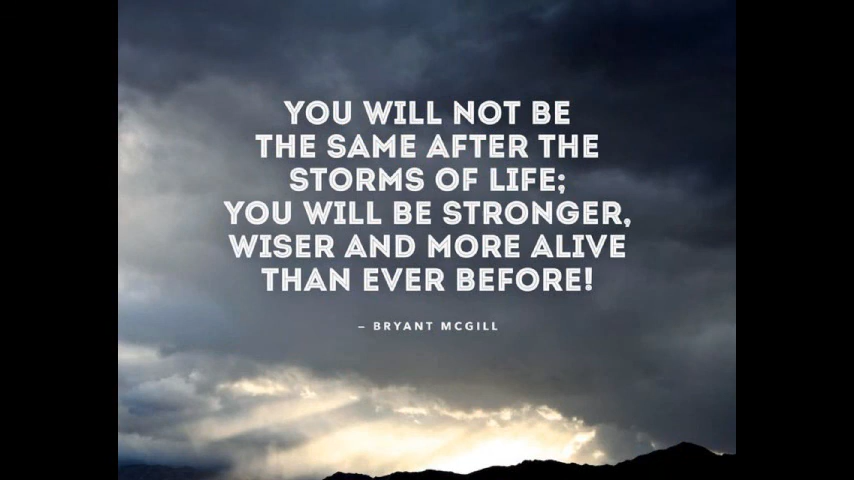 YOU WILL NOT BE
THE SAME AFTER THE
STORMS OF LIFE;
YOU WILL BE STRONGER,
WISER AND MORE ALIVE
THAN EVER BEFORE!
– BRYANT MCGILL